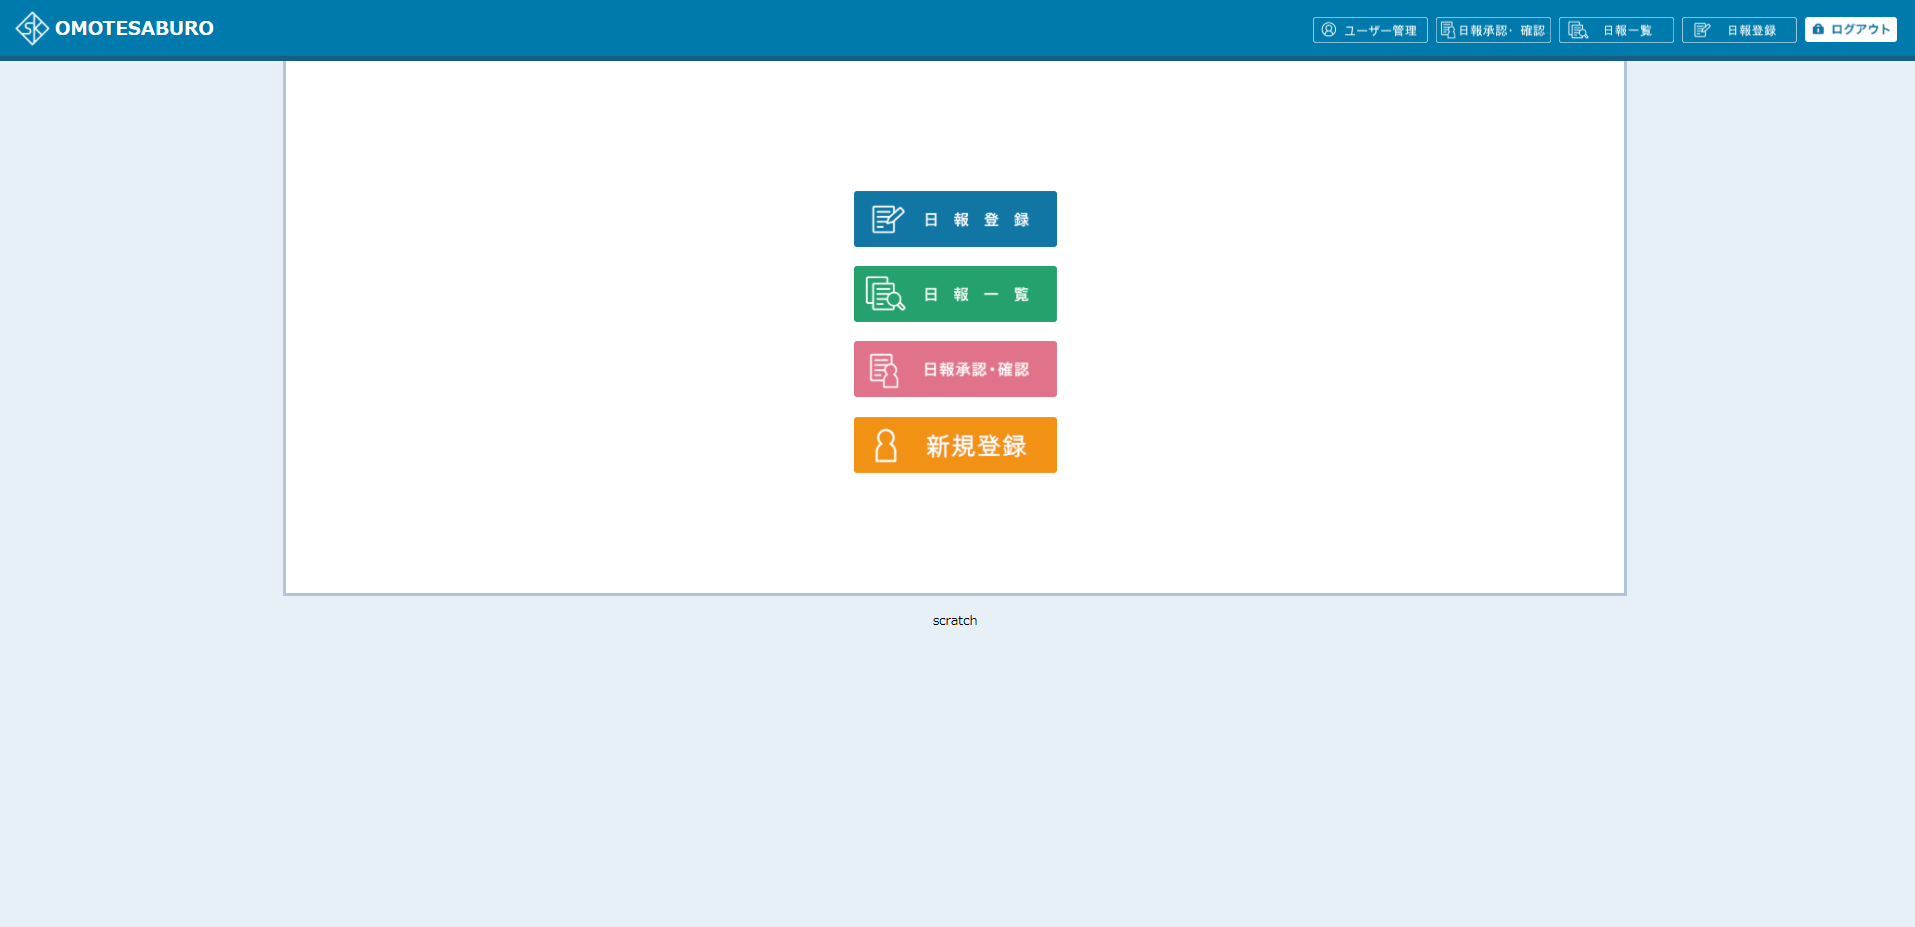 OMOTESABURO
ユーザー管理
日報承認・確認
日報一覧
日報登録
ログアウト
日報登録
日報一覧
日報承認・確認
新規登録
scratch